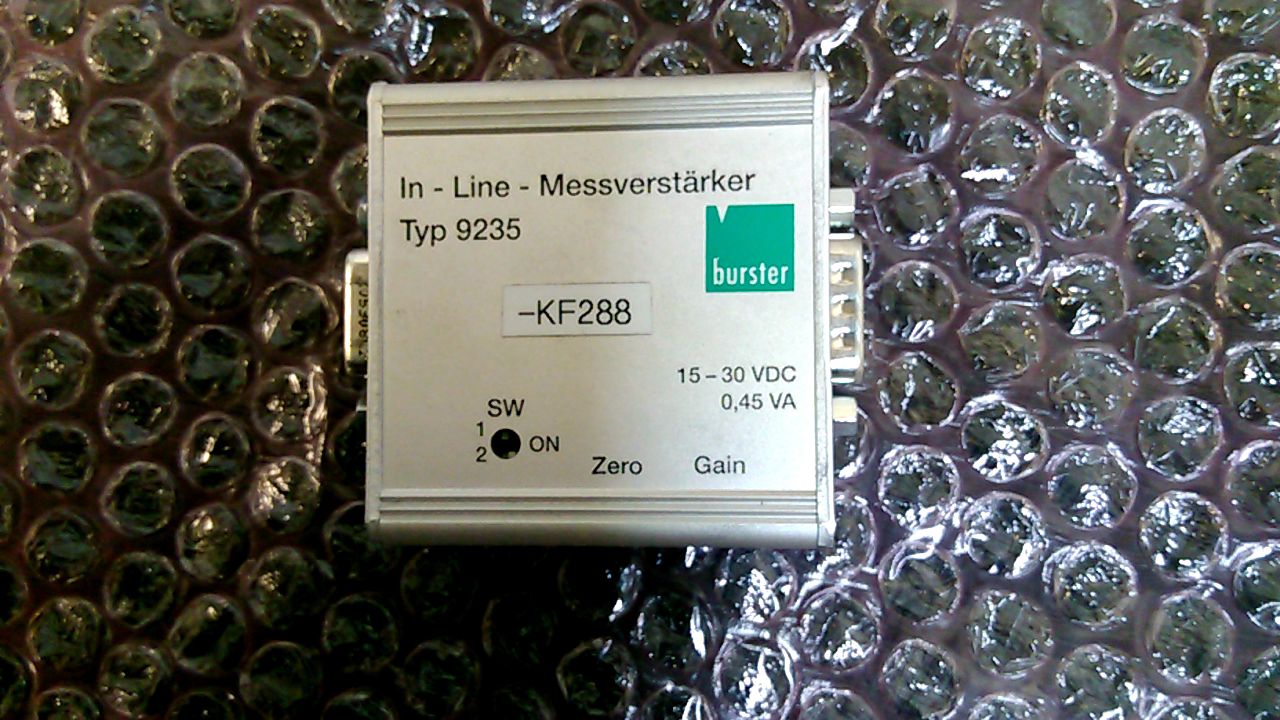 In - Line - Messverstärker
Typ 9235
burster
–KF288
15 – 30 VDC
0,45 VA
SW
1
ON
2
Zero
Gain